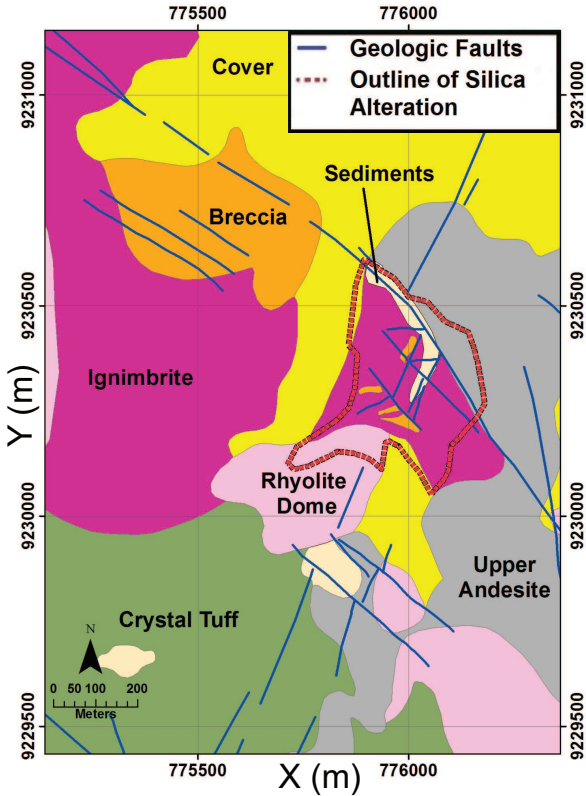 775500
776000
Geologic Faults
Outline of Silica
Alteration
Cover
9231000
9231000
Sediments
Breccia
9230500
9230500
Ignimbrite
Y (m)
Rhyolite
Dome
9230000
9230000
Upper
Andesite
Crystal Tuff
N
0 50 100 200
Meters
9229500
9229500
775500
776000
X (m)